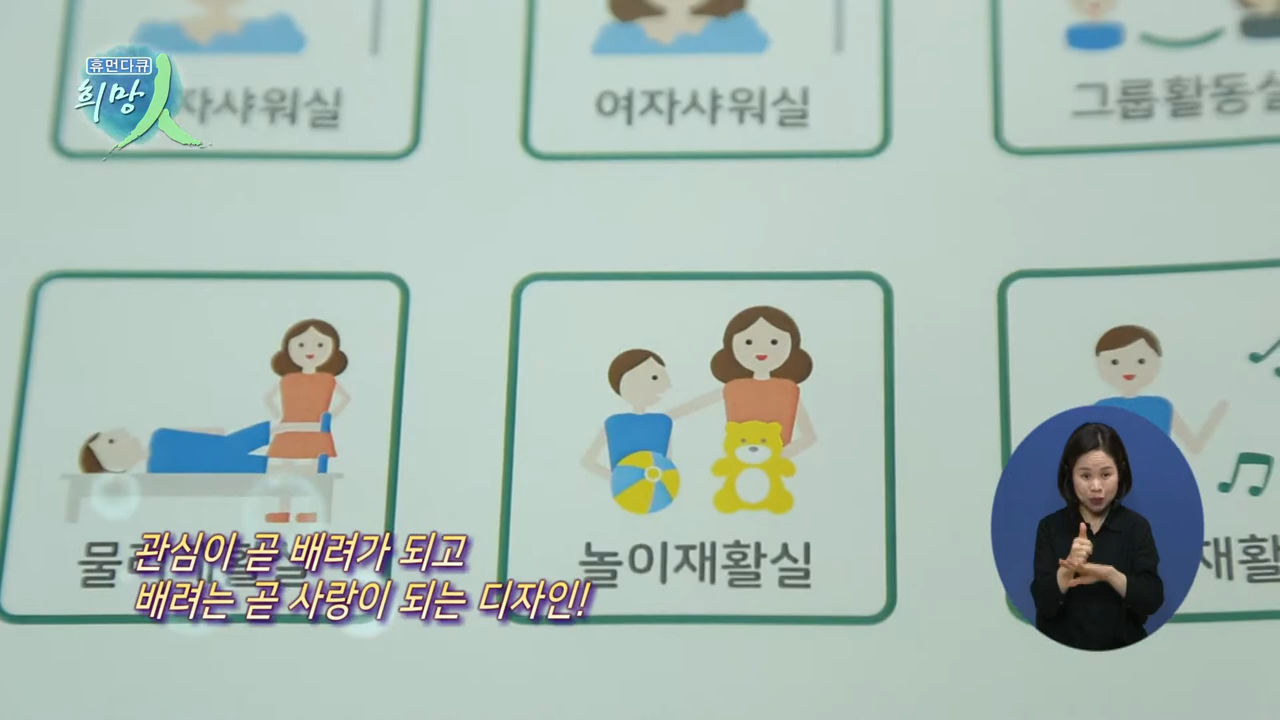 휴먼다큐
희망人
자샤워실
여자샤워실
그룹활동실
관심이 곧 배려가 되고
배려는 곧 사랑이 되는 디자인!
놀이재활실
재활